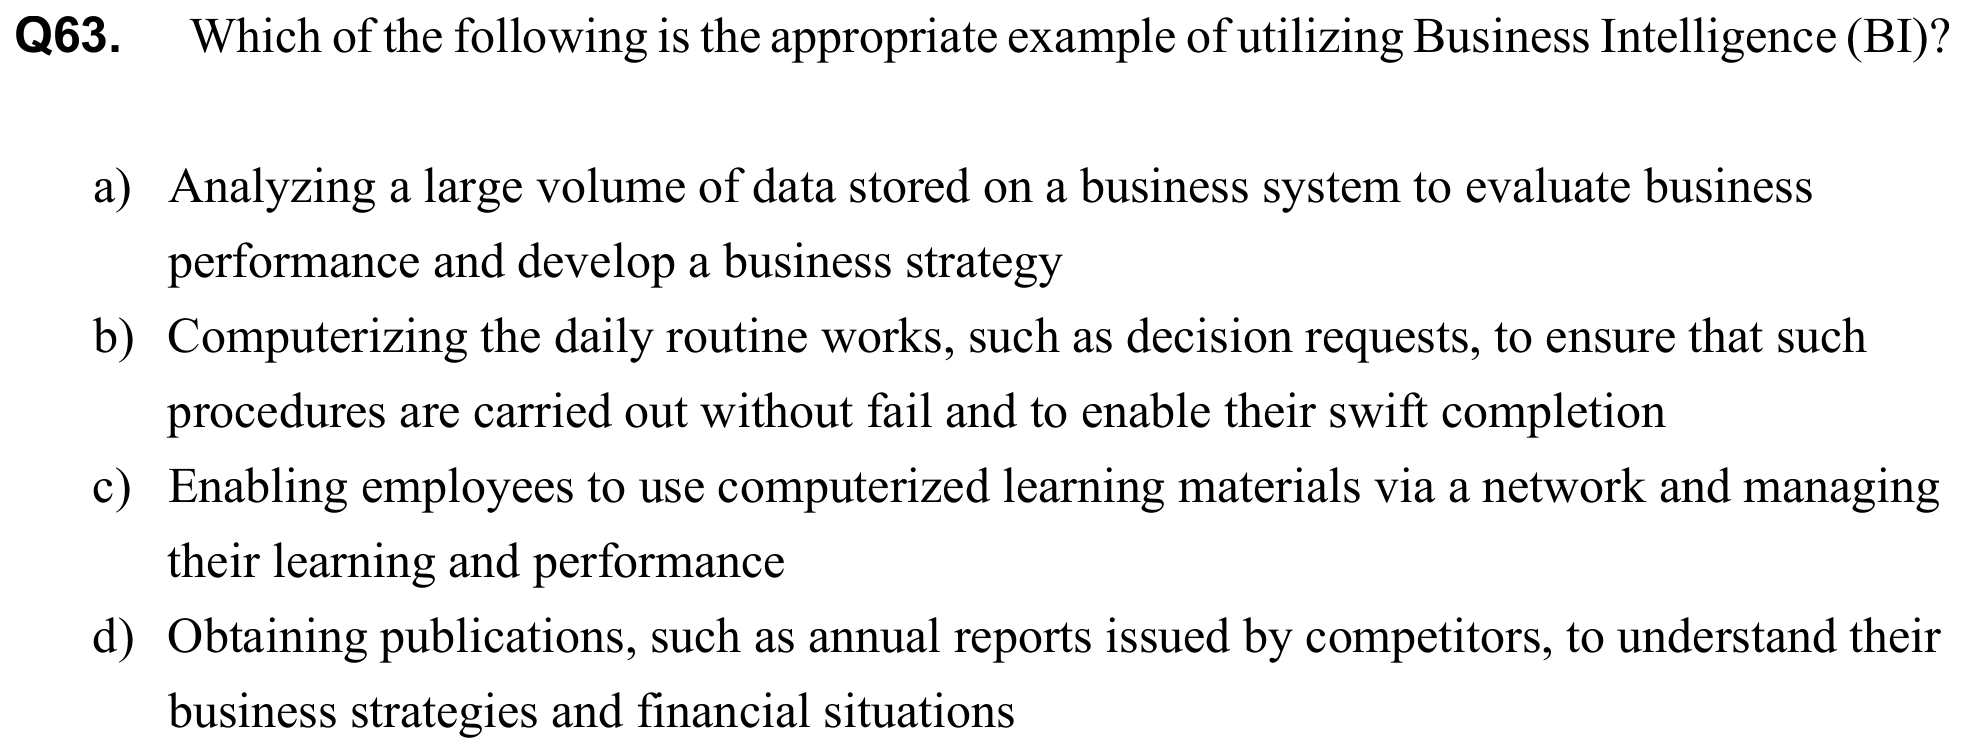 Q63. Which of the following is the appropriate example of utilizing Business Intelligence (BI)?
a) Analyzing a large volume of data stored on a business system to evaluate business
performance and develop a business strategy
b) Computerizing the daily routine works, such as decision requests, to ensure that such
procedures are carried out without fail and to enable their swift completion
c) Enabling employees to use computerized learning materials via a network and managing
their learning and performance
d) Obtaining publications, such as annual reports issued by competitors, to understand their
business strategies and financial situations